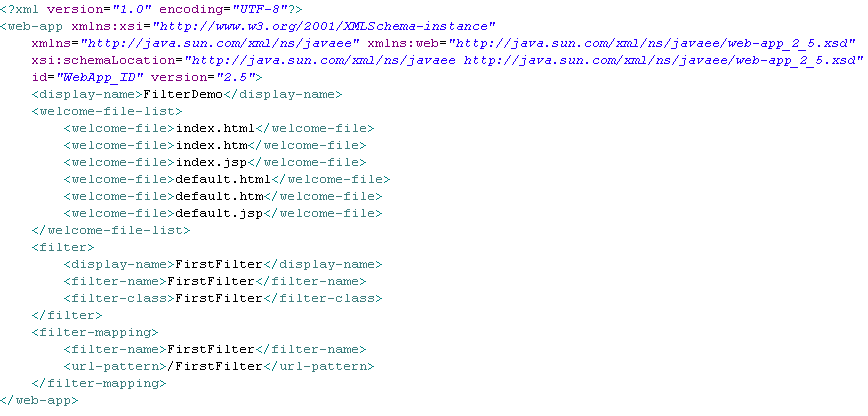 <?xml version="1.0" encoding="UTF-8"?>
<web-app xmlns:xsi="http://www.w3.org/2001/XMLSchema-instance"
    xmlns="http://java.sun.com/xml/ns/javaee" xmlns:web="http://java.sun.com/xml/ns/javaee/web-app_2_5.xsd"
    xsi:schemaLocation="http://java.sun.com/xml/ns/javaee http://java.sun.com/xml/ns/javaee/web-app_2_5.xsd"
    id="WebApp_ID" version="2.5">
    <display-name>FilterDemo</display-name>
    <welcome-file-list>
        <welcome-file>index.html</welcome-file>
        <welcome-file>index.htm</welcome-file>
        <welcome-file>index.jsp</welcome-file>
        <welcome-file>default.html</welcome-file>
        <welcome-file>default.htm</welcome-file>
        <welcome-file>default.jsp</welcome-file>
    </welcome-file-list>
    <filter>
        <display-name>FirstFilter</display-name>
        <filter-name>FirstFilter</filter-name>
        <filter-class>FirstFilter</filter-class>
    </filter>
    <filter-mapping>
        <filter-name>FirstFilter</filter-name>
        <url-pattern>/FirstFilter</url-pattern>
    </filter-mapping>
</web-app>